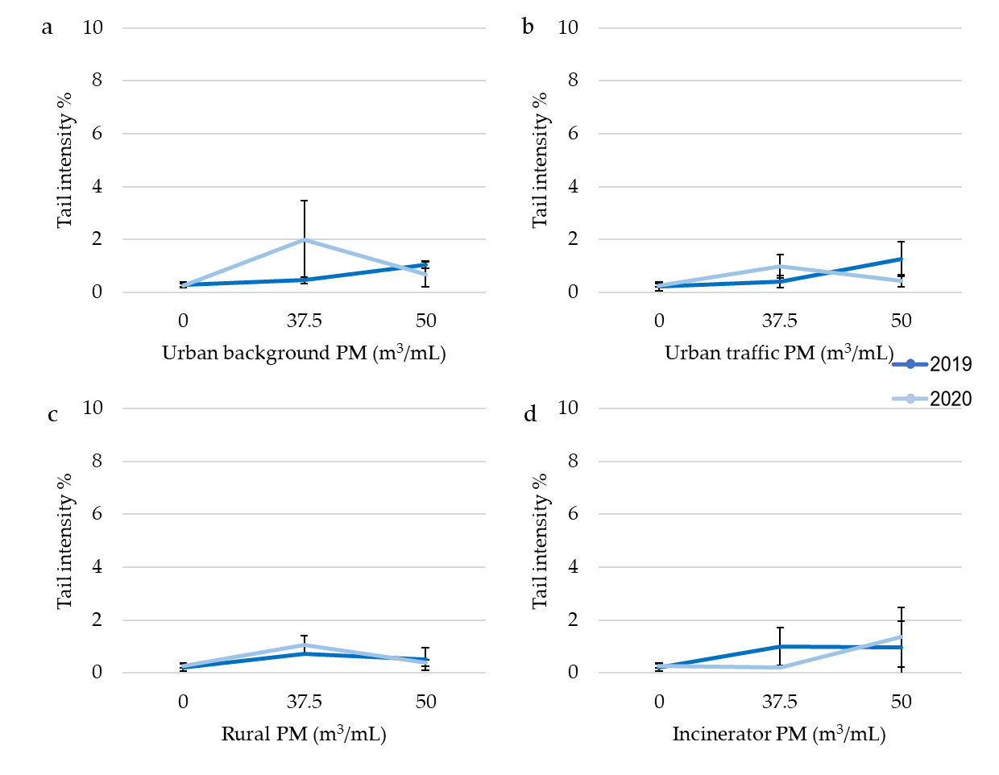 a
10
8
6
4
2
0
Tail intensity %
0 37.5 50
Urban background PM (m³/mL)
b
10
8
6
4
2
0
Tail intensity %
0 37.5 50
Urban traffic PM (m³/mL)
2019
2020
c
10
8
6
4
2
0
Tail intensity %
0 37.5 50
Rural PM (m³/mL)
d
10
8
6
4
2
0
Tail intensity %
0 37.5 50
Incinerator PM (m³/mL)